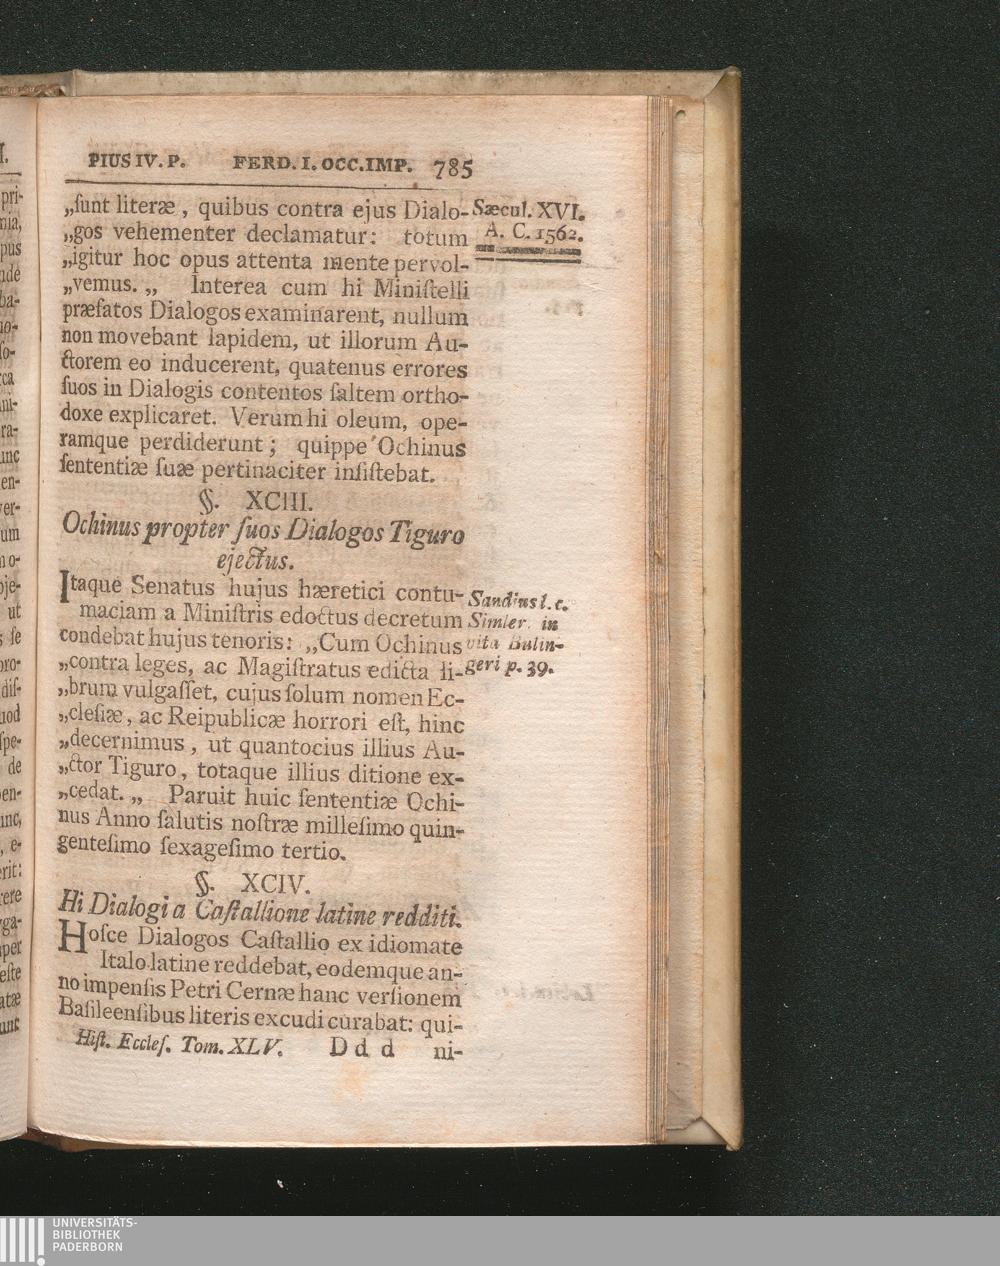 PIUS IV. P. FERD. I. OCC. IMP. 785
„ſunt literæ, quibus contra ejus Dialo-
„gos vehementer declamatur: totum
„igitur hoc opus attenta mente pervol-
„vemus. „ Interea cum hi Miniſtelli
præfatos Dialogos examinarent, nullum
non movebant lapidem, ut illorum Au-
ctorem eo inducerent, quatenus errores
ſuos in Dialogis contentos ſaltem ortho-
doxe explicaret. Verum hi oleum, ope-
ramque perdiderunt; quippe Ochinus
ſententiæ ſuæ pertinaciter inſiſtebat.
Sæcul. XVI.
A. C. 1562.
§. XCIII.
Ochinus propter ſuos Dialogos Tiguro
ejectus.
Itaque Senatus hujus hæretici contu-
maciam a Miniſtris edoctus decretum
condebat hujus tenoris: „Cum Ochinus
„contra leges, ac Magiſtratus edicta li-
„brum vulgaſſet, cujus ſolum nomen Ec-
„cleſiæ, ac Reipublicæ horrori eſt, hinc
„decernimus, ut quantocius illius Au-
„ctor Tiguro, totaque illius ditione ex-
„cedat. „ Paruit huic ſententiæ Ochi-
nus Anno ſalutis noſtræ milleſimo quin-
genteſimo ſexageſimo tertio.
Sandius l. c.
Simler. in
vita Bulin-
geri p. 39.
§. XCIV.
Hi Dialogi a Caſtallione latine redditi.
Hoſce Dialogos Caſtallio ex idiomate
Italo latine reddebat, eodemque an-
no impenſis Petri Cernæ hanc verſionem
Baſileenſibus literis excudi curabat: qui-
Hiſt. Eccleſ. Tom. XLV. D d d ni-
UNIVERSITÄTS-
BIBLIOTHEK
PADERBORN